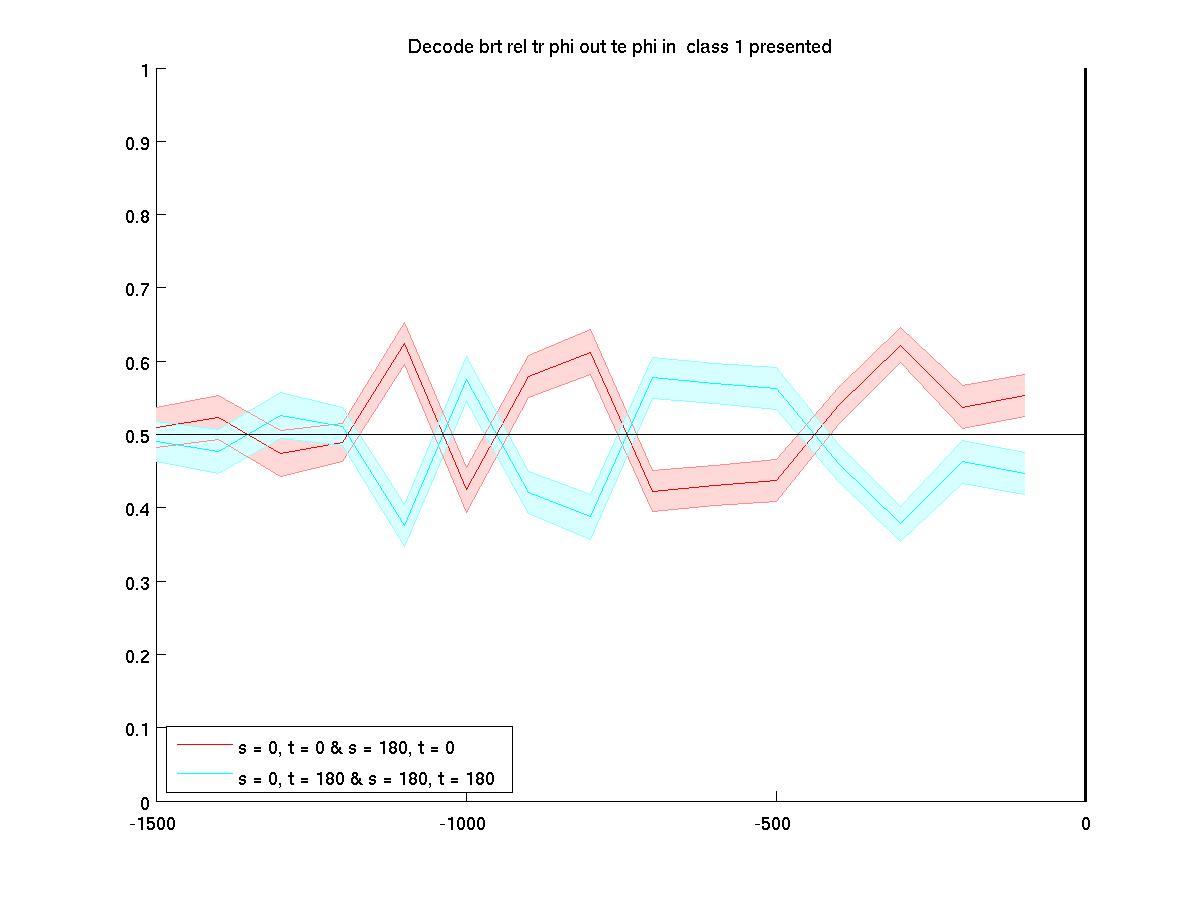 Decode brt rel tr phi out te phi in  class 1 presented
1
0.9
0.8
0.7
0.6
0.5
0.4
0.3
0.2
0.1
0
s = 0, t = 0 & s = 180, t = 0
s = 0, t = 180 & s = 180, t = 180
-1500 -1000 -500 0